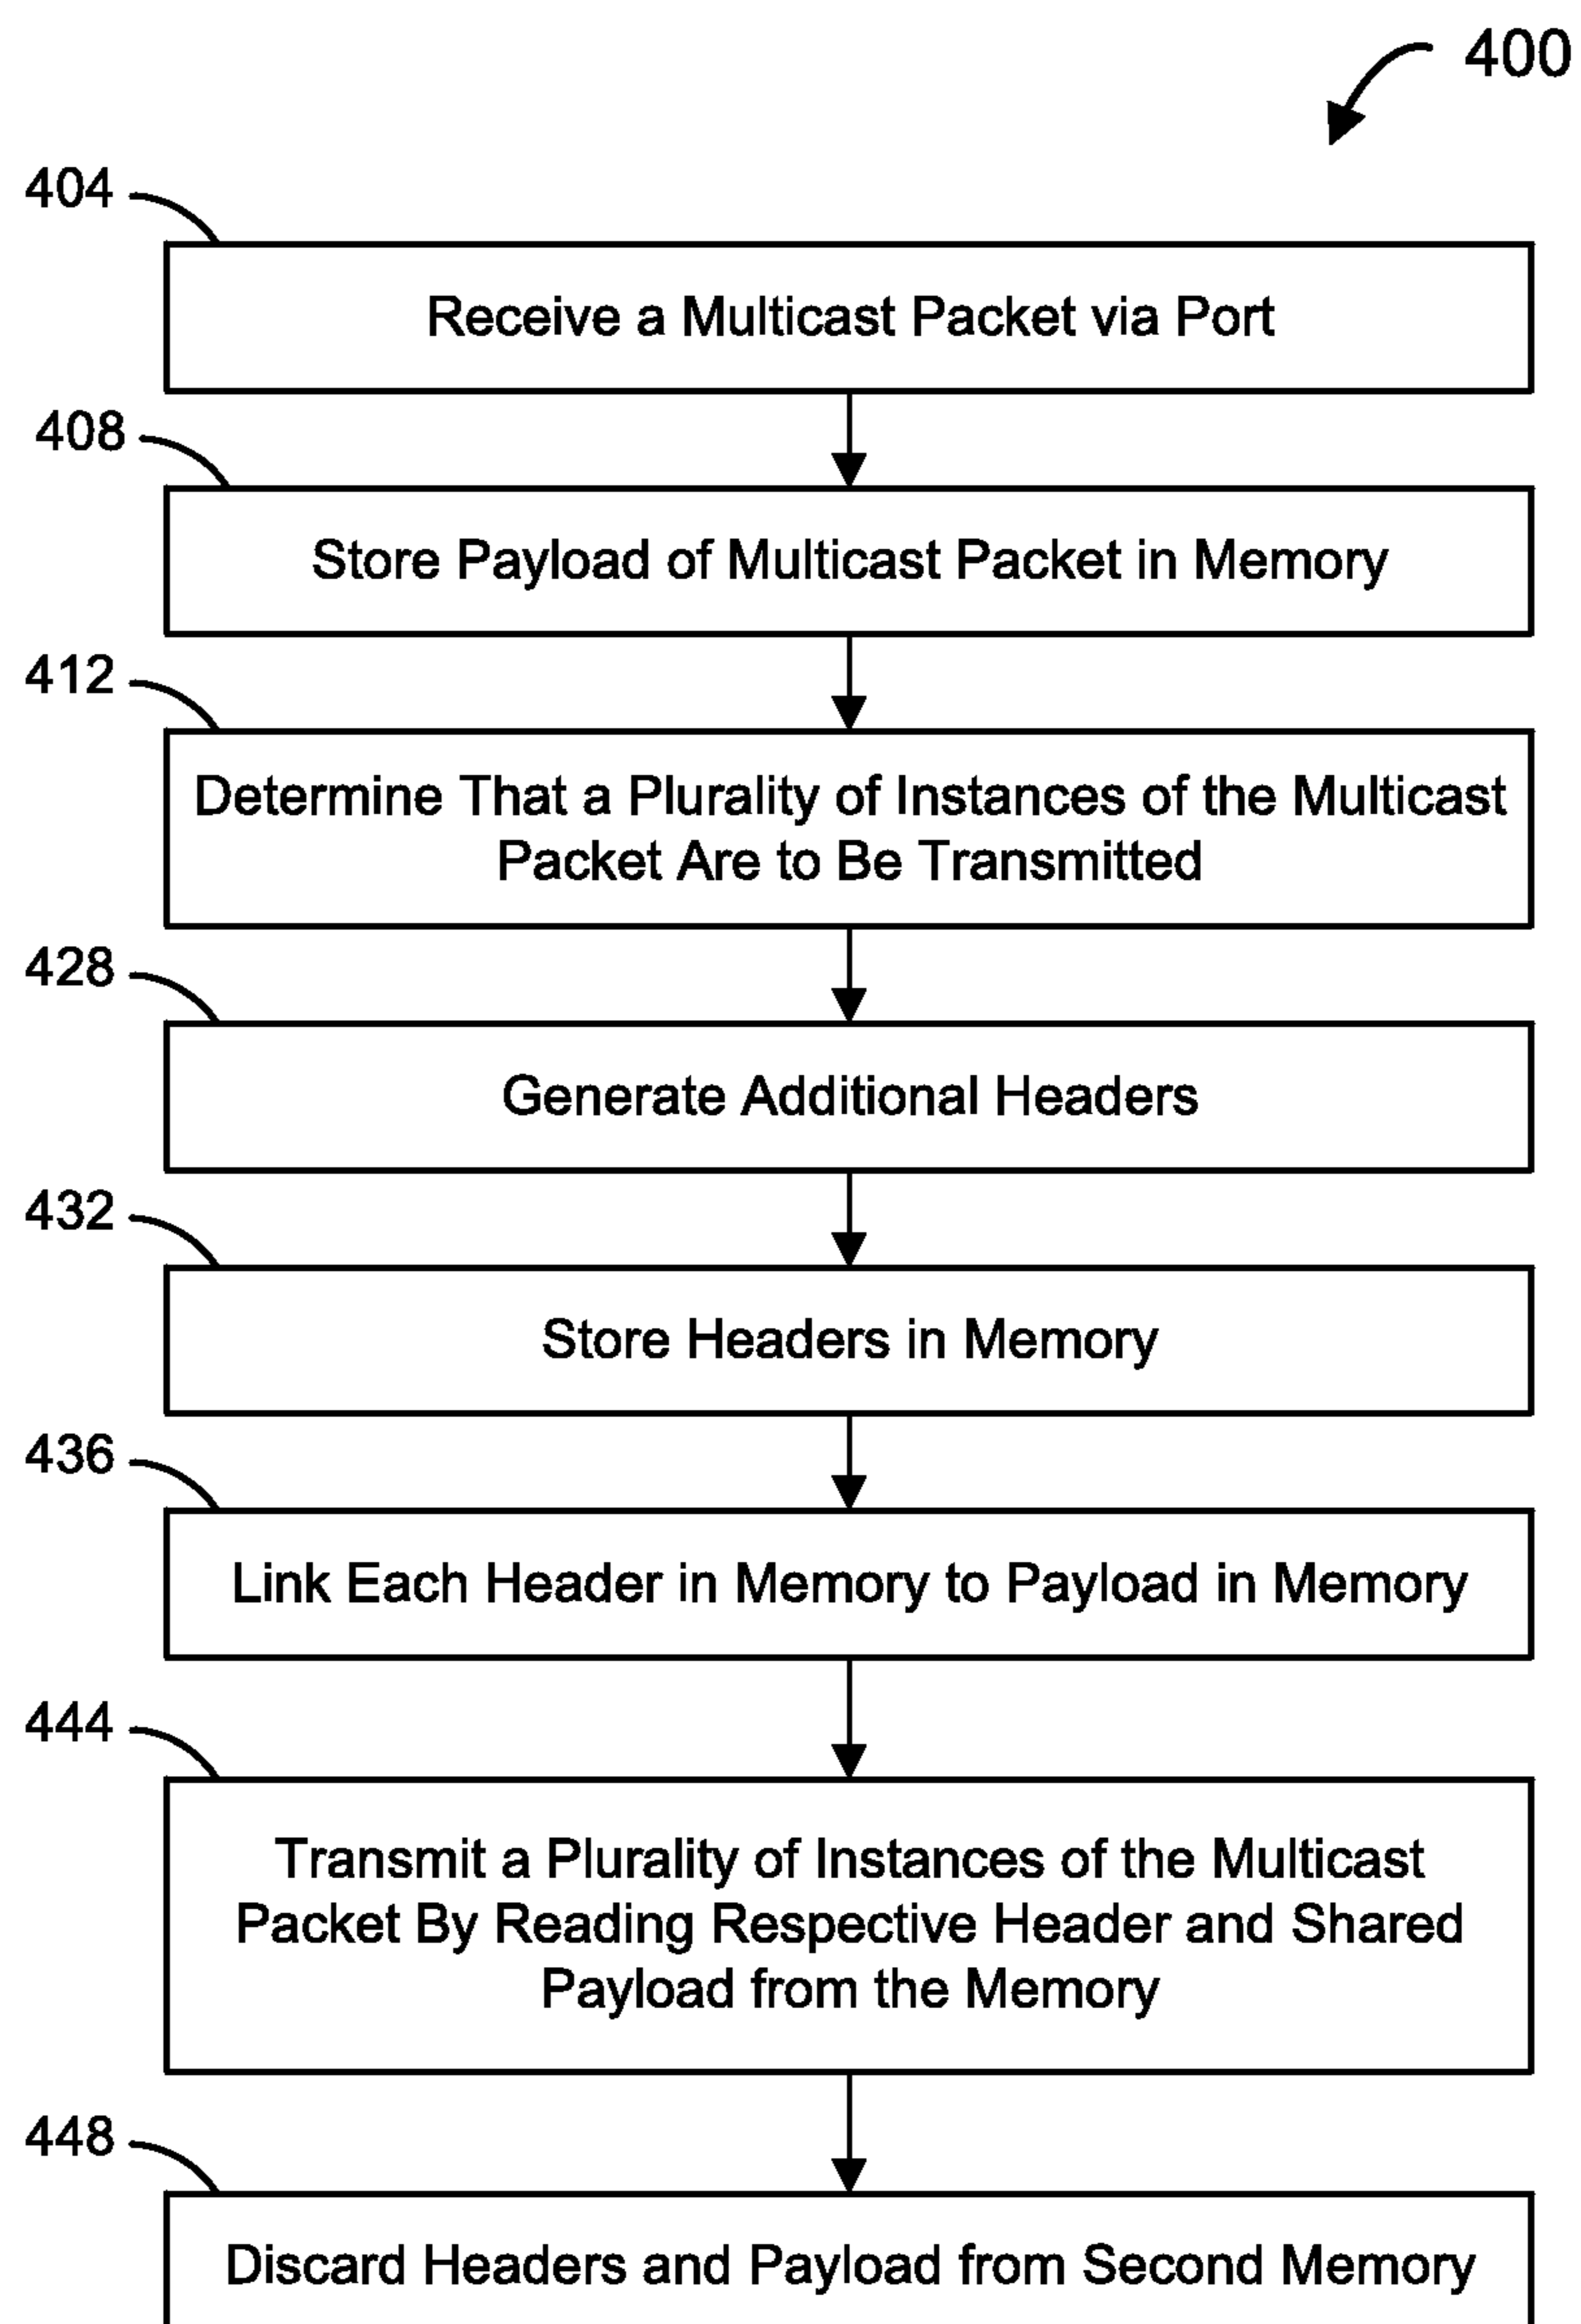 400
404
Receive a Multicast Packet via Port
408
Store Payload of Multicast Packet in Memory
412
Determine That a Plurality of Instances of the Multicast
Packet Are to Be Transmitted
428
Generate Additional Headers
432
Store Headers in Memory
436
Link Each Header in Memory to Payload in Memory
444
Transmit a Plurality of Instances of the Multicast
Packet By Reading Respective Header and Shared
Payload from the Memory
448
Discard Headers and Payload from Second Memory